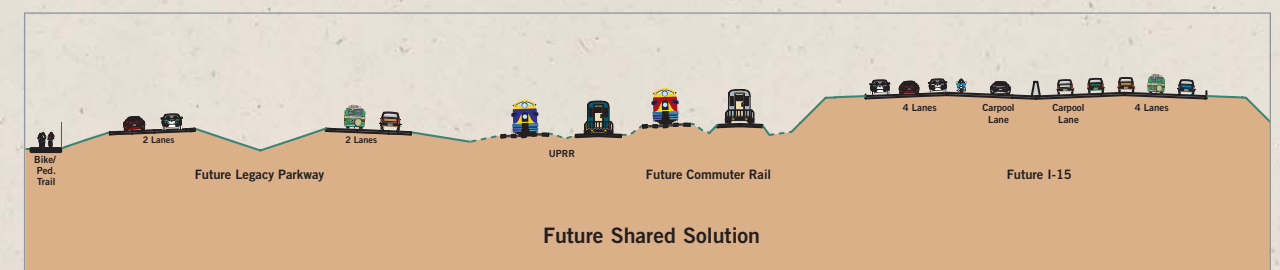 4 Lanes
Carpool
Lane
Carpool
Lane
4 Lanes
2 Lanes
2 Lanes
UPRR
Bike/
Ped.
Trail
Future Legacy Parkway
Future Commuter Rail
Future I-15
Future Shared Solution